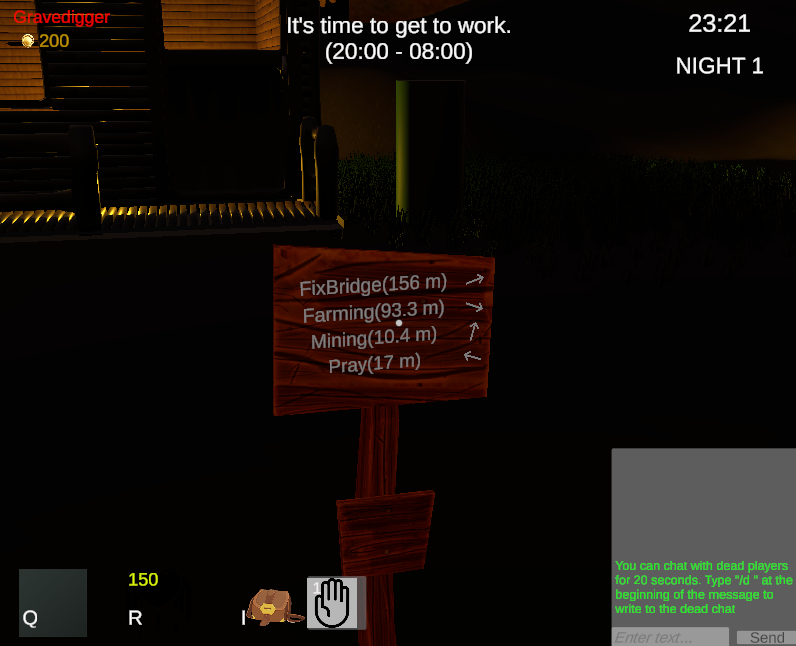 Gravedigger
200
It's time to get to work.
(20:00 - 08:00)
23:21
NIGHT 1
FixBridge(156 m)
Farming(93.3 m)
Mining(10.4 m)
Pray(17 m)
You can chat with dead players
for 20 seconds. Type "/d " at the
beginning of the message to
write to the dead chat
Enter text...
Send
150
Q
R
I
1